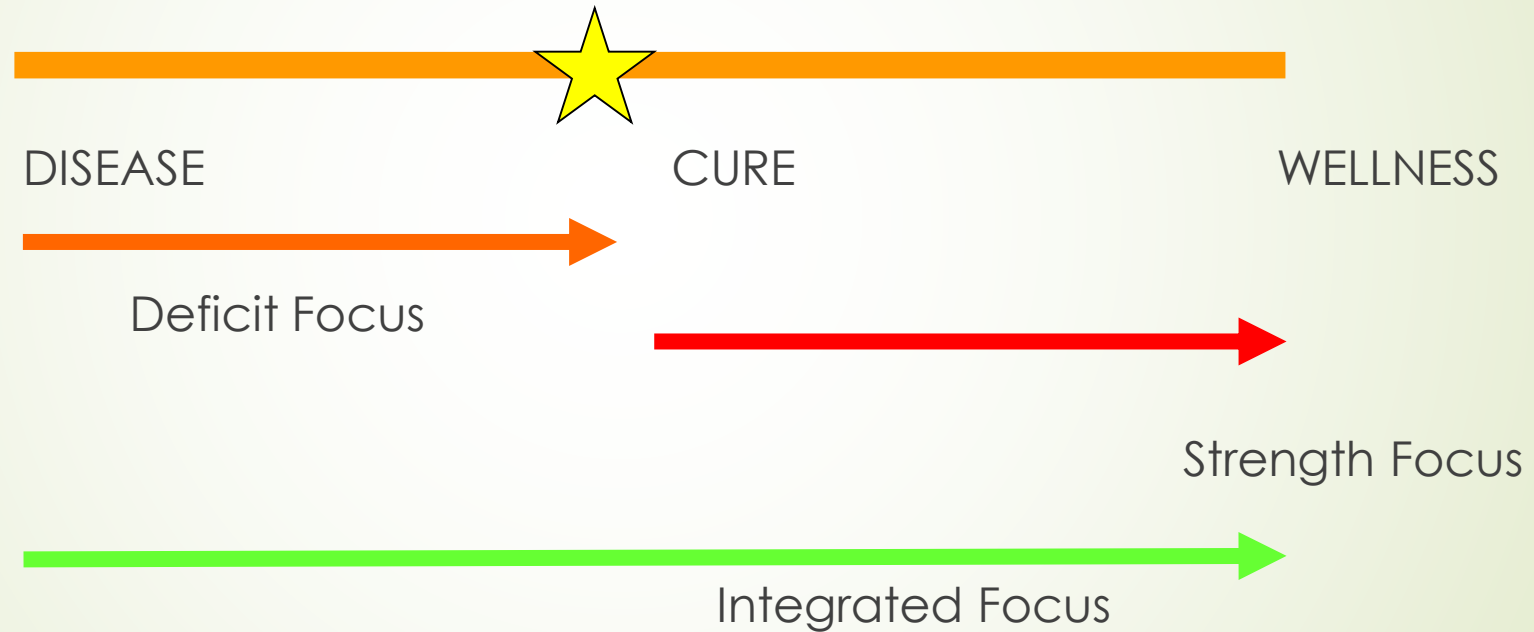 DISEASE CURE WELLNESS
Deficit Focus
Strength Focus
Integrated Focus